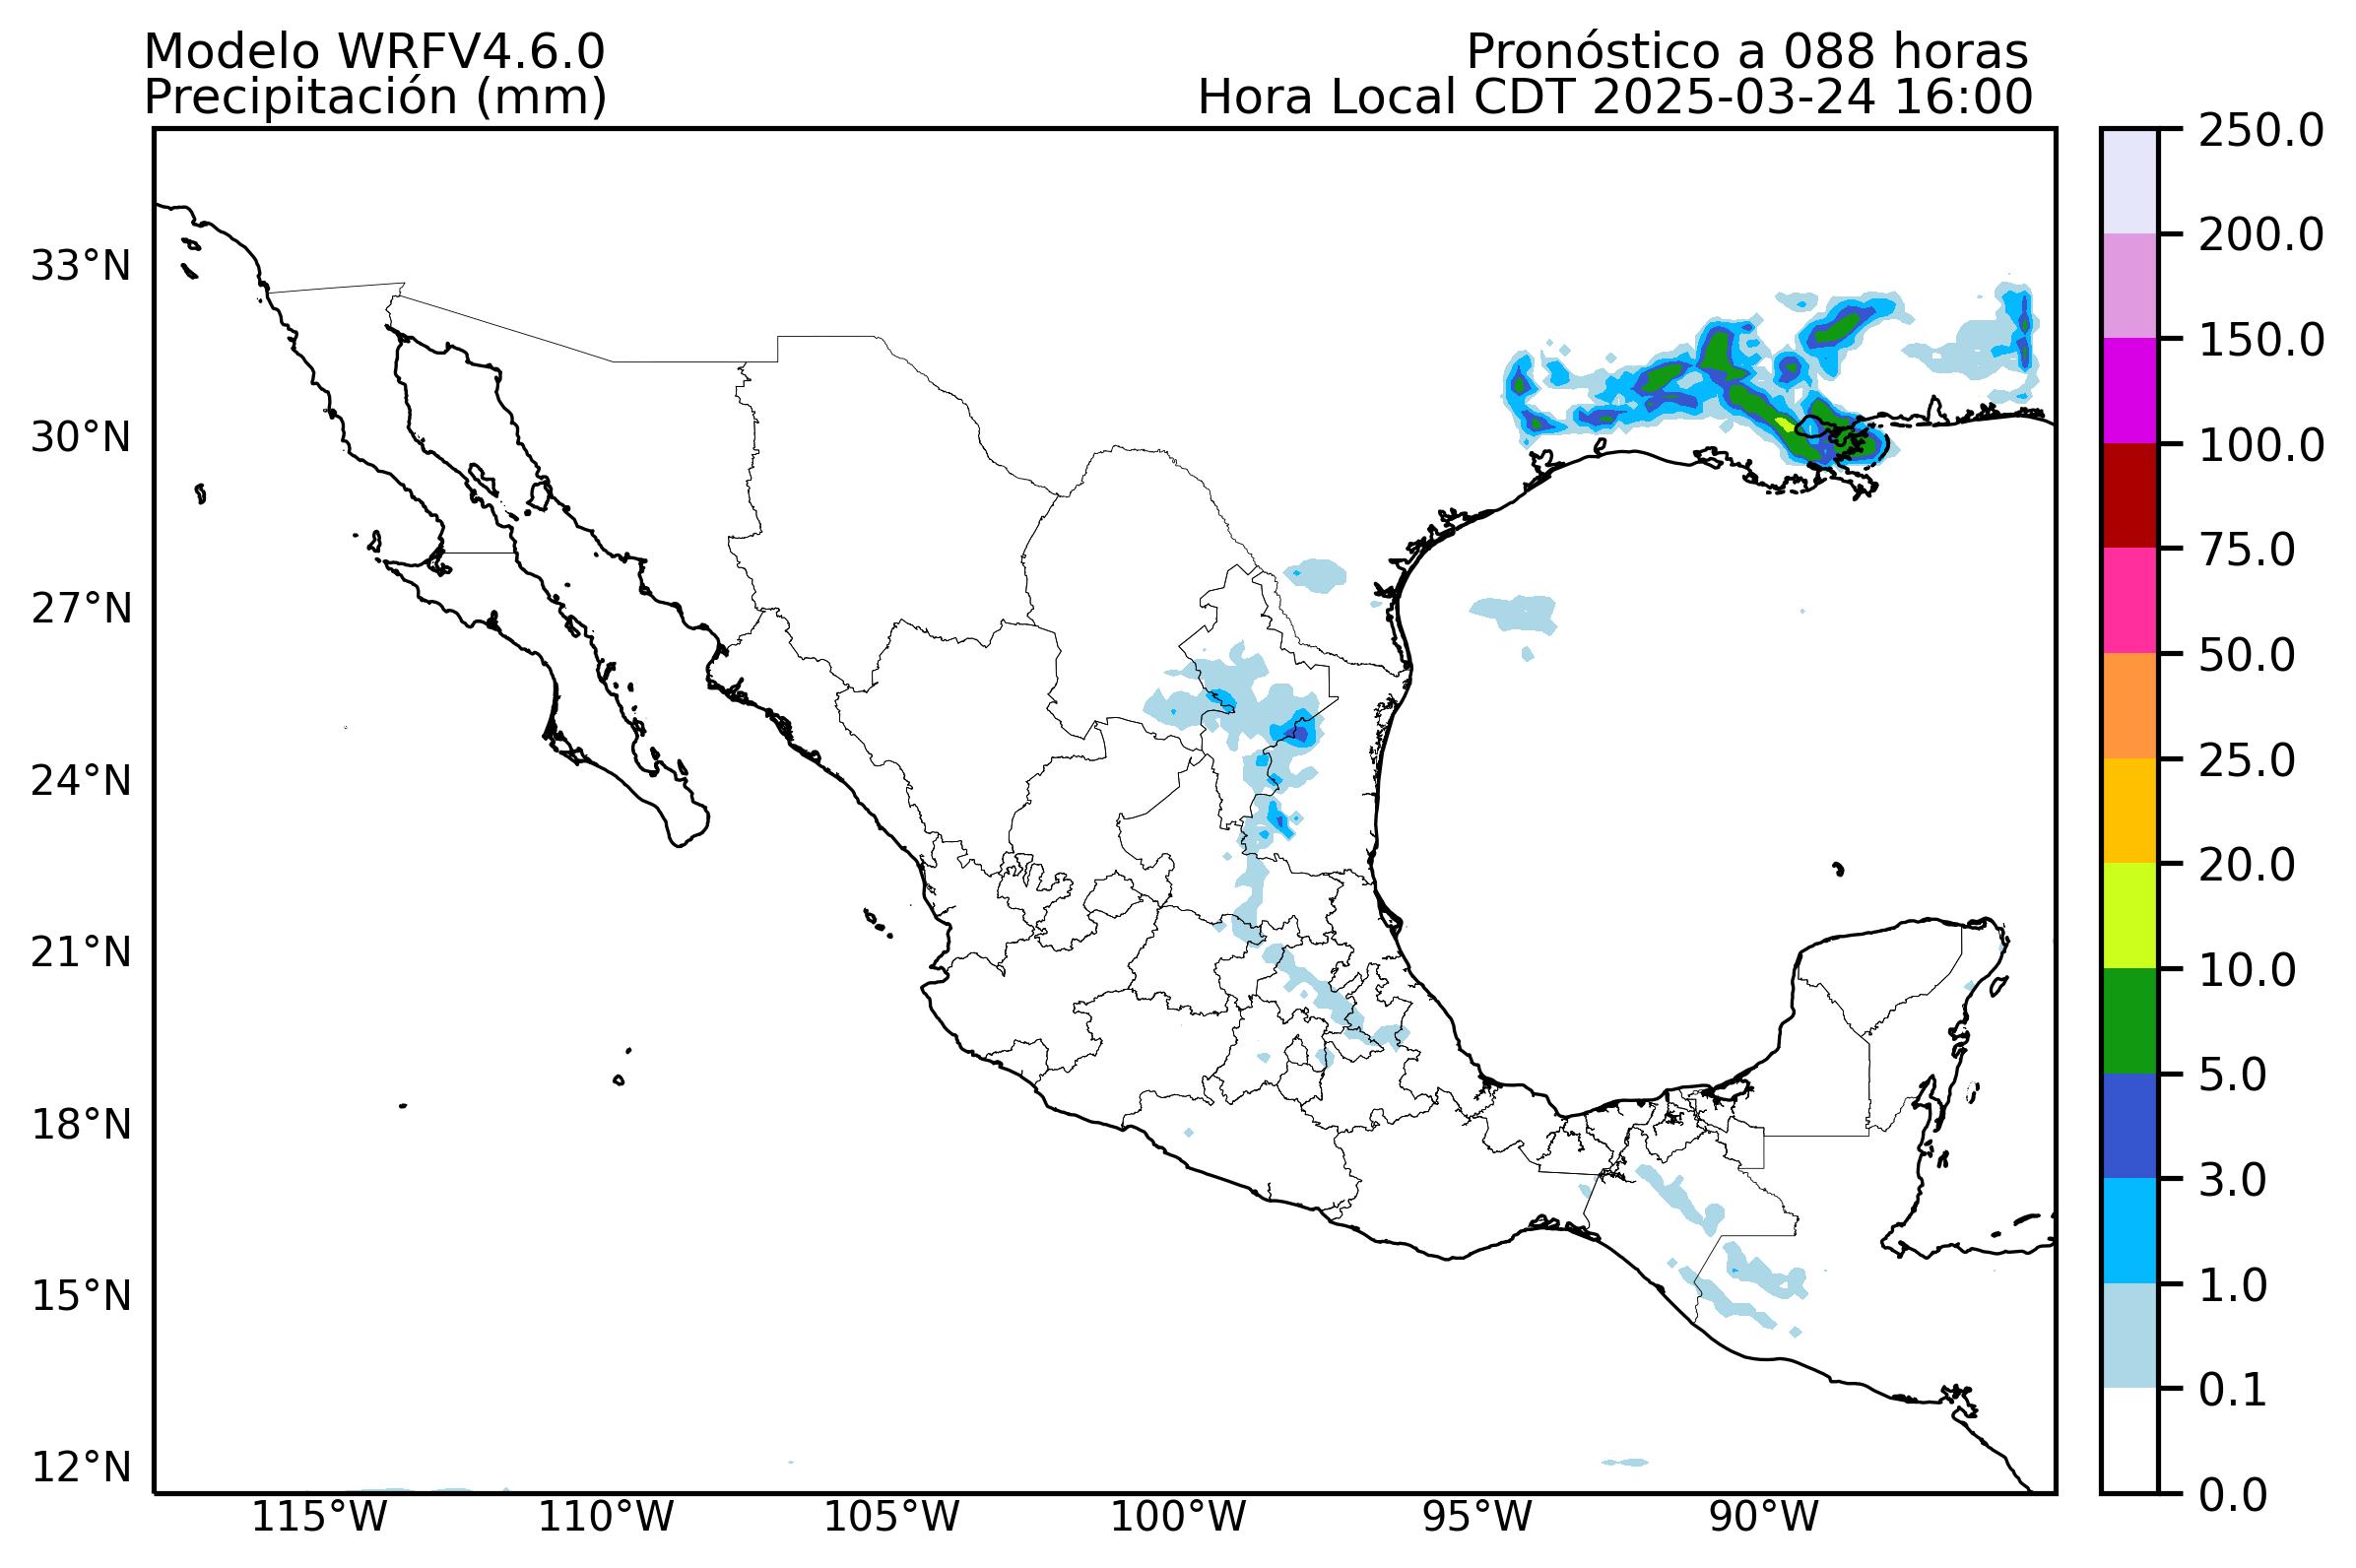 Modelo WRFV4.6.0
Pronóstico a 088 horas
Precipitación (mm)
Hora Local CDT 2025-03-24 16:00
33°N
30°N
27°N
24°N
21°N
18°N
15°N
12°N
115°W
110°W
105°W
100°W
95°W
90°W
250.0
200.0
150.0
100.0
75.0
50.0
25.0
20.0
10.0
5.0
3.0
1.0
0.1
0.0